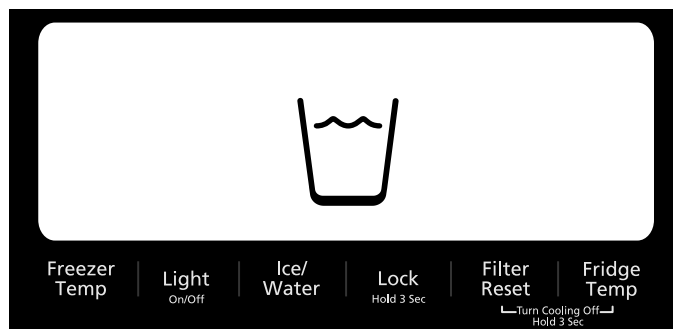 Freezer Temp
Light
On/Off
Ice/ Water
Lock
Hold 3 Sec
Filter Reset
Fridge Temp
Turn Cooling Off
Hold 3 Sec